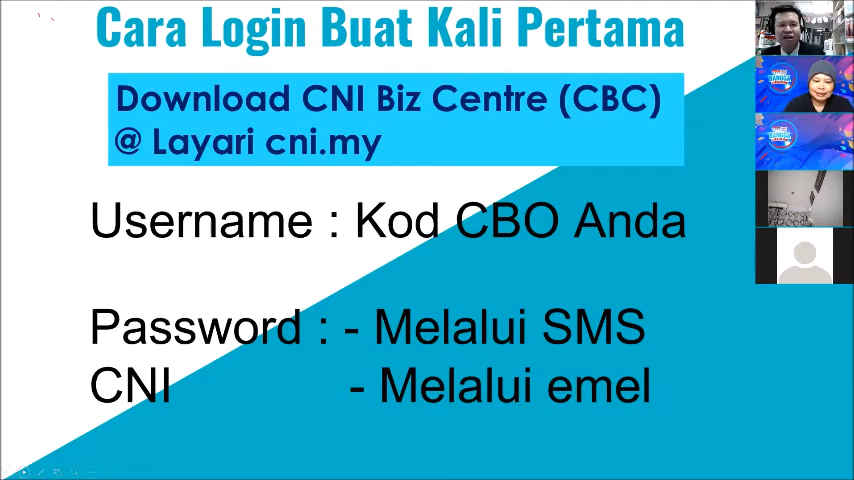 Cara Login Buat Kali Pertama
Download CNI Biz Centre (CBC)
@ Layari cni.my
Username : Kod CBO Anda
Password : - Melalui SMS
CNI - Melalui emel